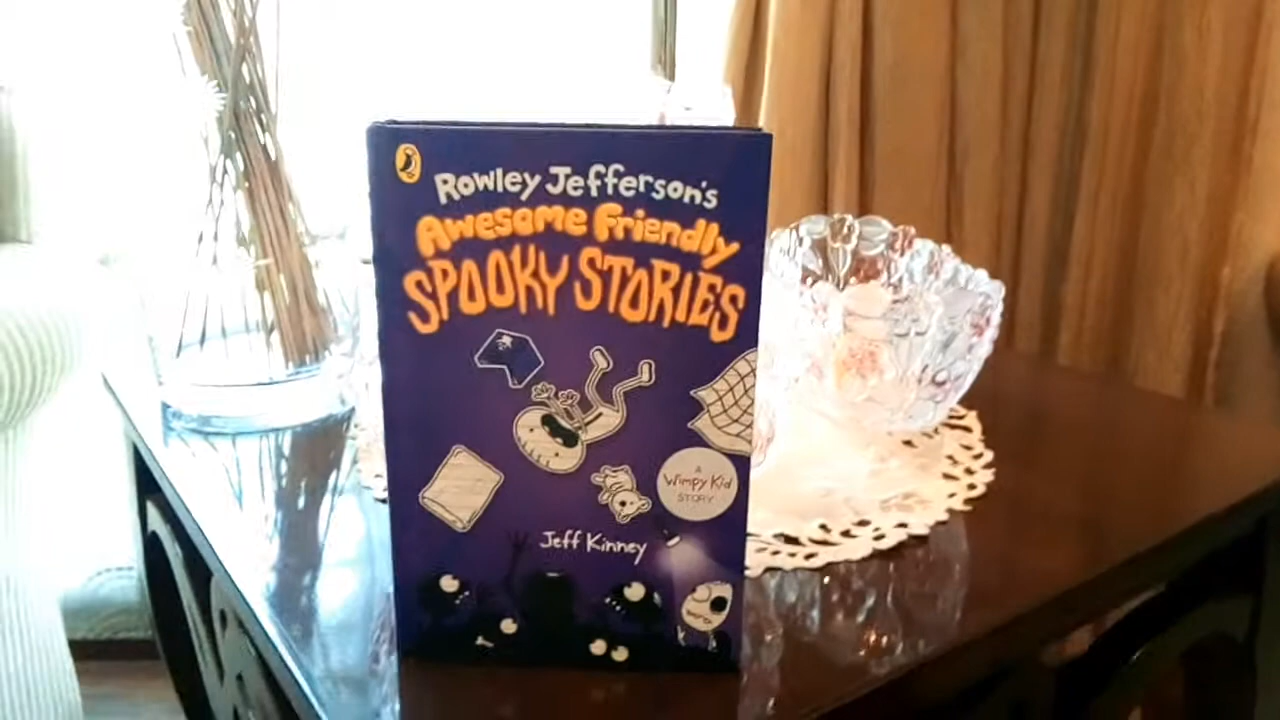 Rowley Jefferson's
Awesome Friendly
SPOOKY STORIES
A
Wimpy Kid
STORY
Jeff Kinney